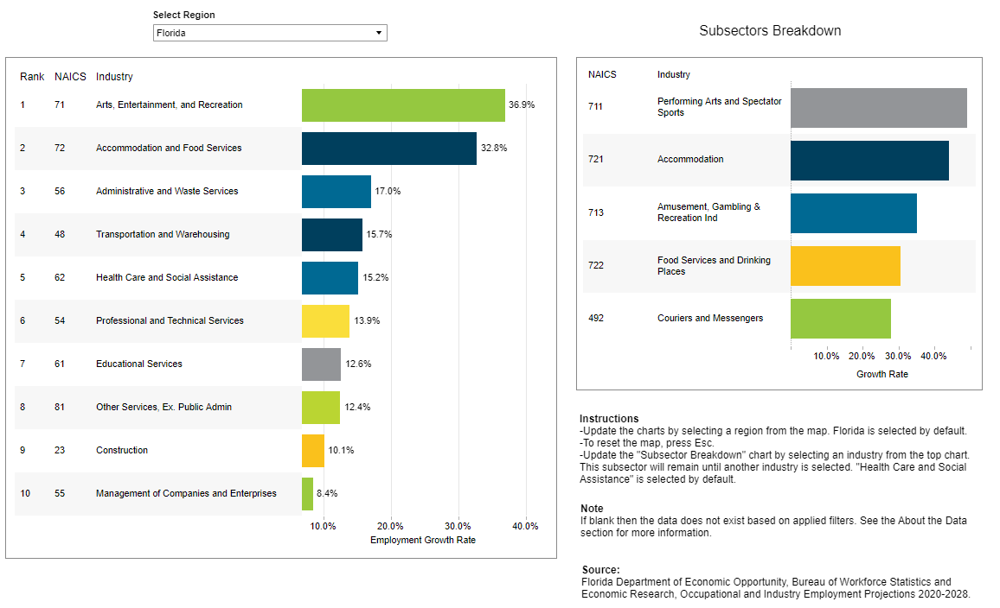 Select Region
Florida
Rank NAICS Industry
1 71 Arts, Entertainment, and Recreation 36.9%
2 72 Accommodation and Food Services 32.8%
3 56 Administrative and Waste Services 17.0%
4 48 Transportation and Warehousing 15.7%
5 62 Health Care and Social Assistance 15.2%
6 54 Professional and Technical Services 13.9%
7 61 Educational Services 12.6%
8 81 Other Services, Ex. Public Admin 12.4%
9 23 Construction 10.1%
10 55 Management of Companies and Enterprises 8.4%
10.0% 20.0% 30.0% 40.0%
Employment Growth Rate
Subsectors Breakdown
NAICS Industry
711 Performing Arts and Spectator
Sports
721 Accommodation
713 Amusement, Gambling &
Recreation Ind
722 Food Services and Drinking
Places
492 Couriers and Messengers
10.0% 20.0% 30.0% 40.0%
Growth Rate
Instructions
-Update the charts by selecting a region from the map. Florida is selected by default.
-To reset the map, press Esc.
-Update the "Subsector Breakdown" chart by selecting an industry from the top chart.
This subsector will remain until another industry is selected. "Health Care and Social
Assistance" is selected by default.
Note
If blank then the data does not exist based on applied filters. See the About the Data
section for more information.
Source:
Florida Department of Economic Opportunity, Bureau of Workforce Statistics and
Economic Research, Occupational and Industry Employment Projections 2020-2028.